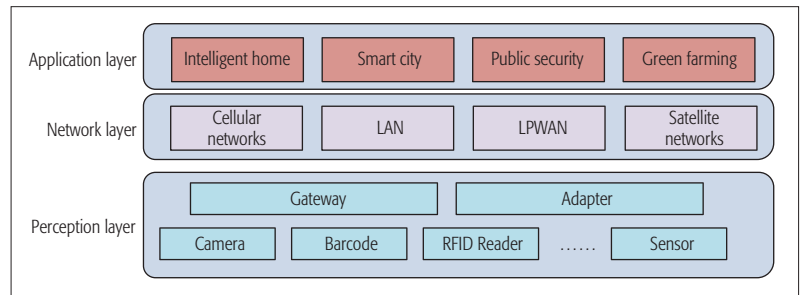 Application layer
Intelligent home
Smart city
Public security
Green farming
Network layer
Cellular
networks
LAN
LPWAN
Satellite
networks
Perception layer
Gateway
Adapter
Camera
Barcode
RFID Reader
......
Sensor